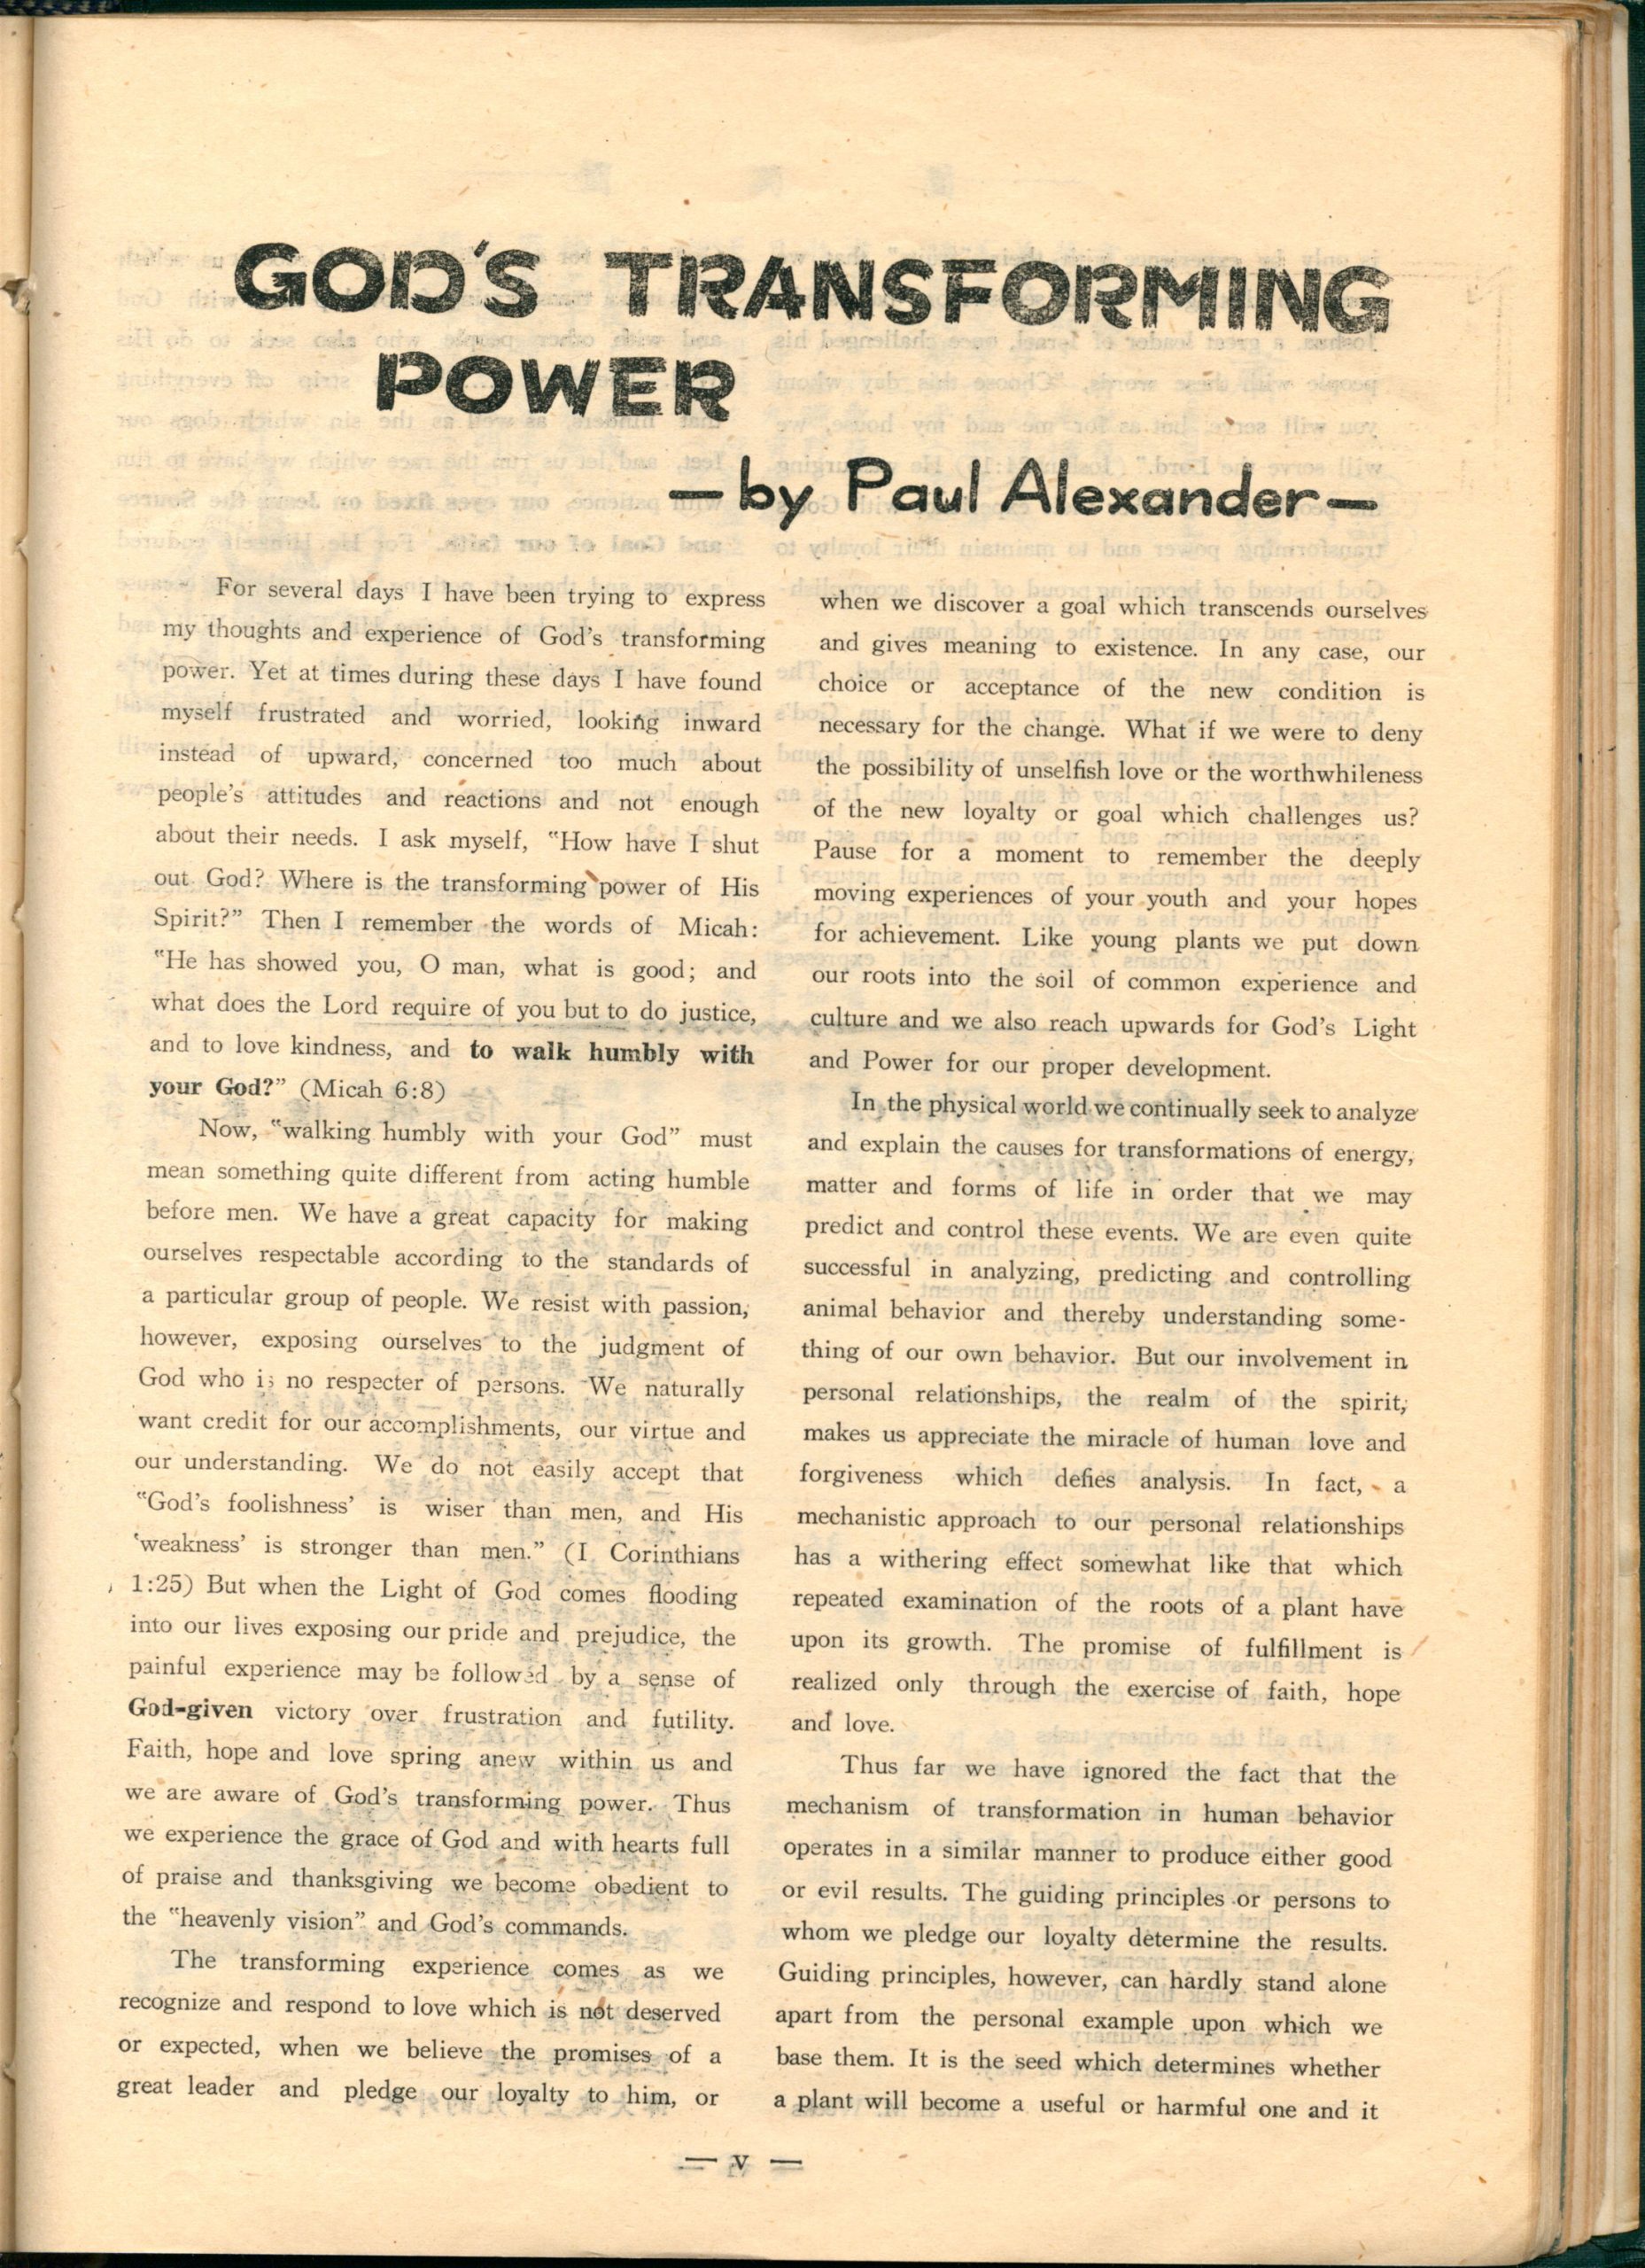 GOD'S TRANSFORMING
POWER
—by Paul Alexander—
For several days I have been trying to express
my thoughts and experience of God's transforming
power. Yet at times during these days I have found
myself frustrated and worried, looking inward
instead of upward, concerned too much about
people's attitudes and reactions and not enough
about their needs. I ask myself, "How have I shut
out God? Where is the transforming power of His
Spirit?" Then I remember the words of Micah:
"He has showed you, O man, what is good; and
what does the Lord require of you but to do justice,
and to love kindness, and to walk humbly with
your God?" (Micah 6:8)
Now, "walking humbly with your God" must
mean something quite different from acting humble
before men. We have a great capacity for making
ourselves respectable according to the standards of
a particular group of people. We resist with passion,
however, exposing ourselves to the judgment of
God who is no respecter of persons. We naturally
want credit for our accomplishments, our virtue and
our understanding. We do not easily accept that
"God's foolishness' is wiser than men, and His
'weakness' is stronger than men." (I Corinthians
1:25) But when the Light of God comes flooding
into our lives exposing our pride and prejudice, the
painful experience may be followed by a sense of
God-given victory over frustration and futility.
Faith, hope and love spring anew within us and
we are aware of God's transforming power. Thus
we experience the grace of God and with hearts full
of praise and thanksgiving we become obedient to
the "heavenly vision" and God's commands.
The transforming experience comes as we
recognize and respond to love which is not deserved
or expected, when we believe the promises of a
great leader and pledge our loyalty to him, or
when we discover a goal which transcends ourselves
and gives meaning to existence. In any case, our
choice or acceptance of the new condition is
necessary for the change. What if we were to deny
the possibility of unselfish love or the worthwhileness
of the new loyalty or goal which challenges us?
Pause for a moment to remember the deeply
moving experiences of your youth and your hopes
for achievement. Like young plants we put down
our roots into the soil of common experience and
culture and we also reach upwards for God's Light
and Power for our proper development.
In the physical world we continually seek to analyze
and explain the causes for transformations of energy,
matter and forms of life in order that we may
predict and control these events. We are even quite
successful in analyzing, predicting and controlling
animal behavior and thereby understanding some-
thing of our own behavior. But our involvement in
personal relationships, the realm of the spirit,
makes us appreciate the miracle of human love and
forgiveness which defies analysis. In fact, a
mechanistic approach to our personal relationships
has a withering effect somewhat like that which
repeated examination of the roots of a plant have
upon its growth. The promise of fulfillment is
realized only through the exercise of faith, hope
and love.
Thus far we have ignored the fact that the
mechanism of transformation in human behavior
operates in a similar manner to produce either good
or evil results. The guiding principles or persons to
whom we pledge our loyalty determine the results.
Guiding principles, however, can hardly stand alone
apart from the personal example upon which we
base them. It is the seed which determines whether
a plant will become a useful or harmful one and it
— v —